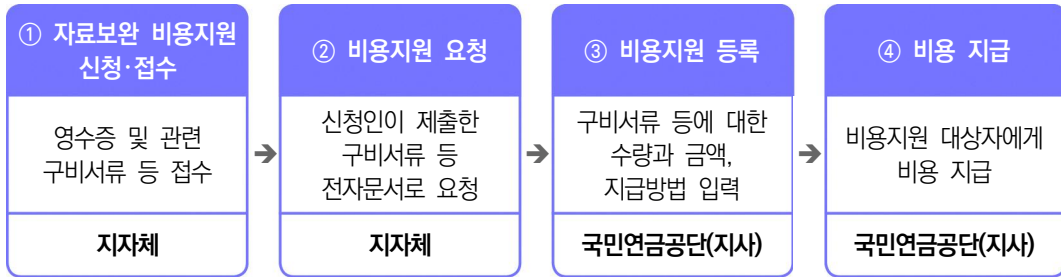 ① 자료보완 비용지원
신청·접수
영수증 및 관련
구비서류 등 접수
지자체
➔
② 비용지원 요청
신청인이 제출한
구비서류 등
전자문서로 요청
지자체
➔
③ 비용지원 등록
구비서류 등에 대한
수량과 금액,
지급방법 입력
국민연금공단(지사)
➔
④ 비용 지급
비용지원 대상자에게
비용 지급
국민연금공단(지사)